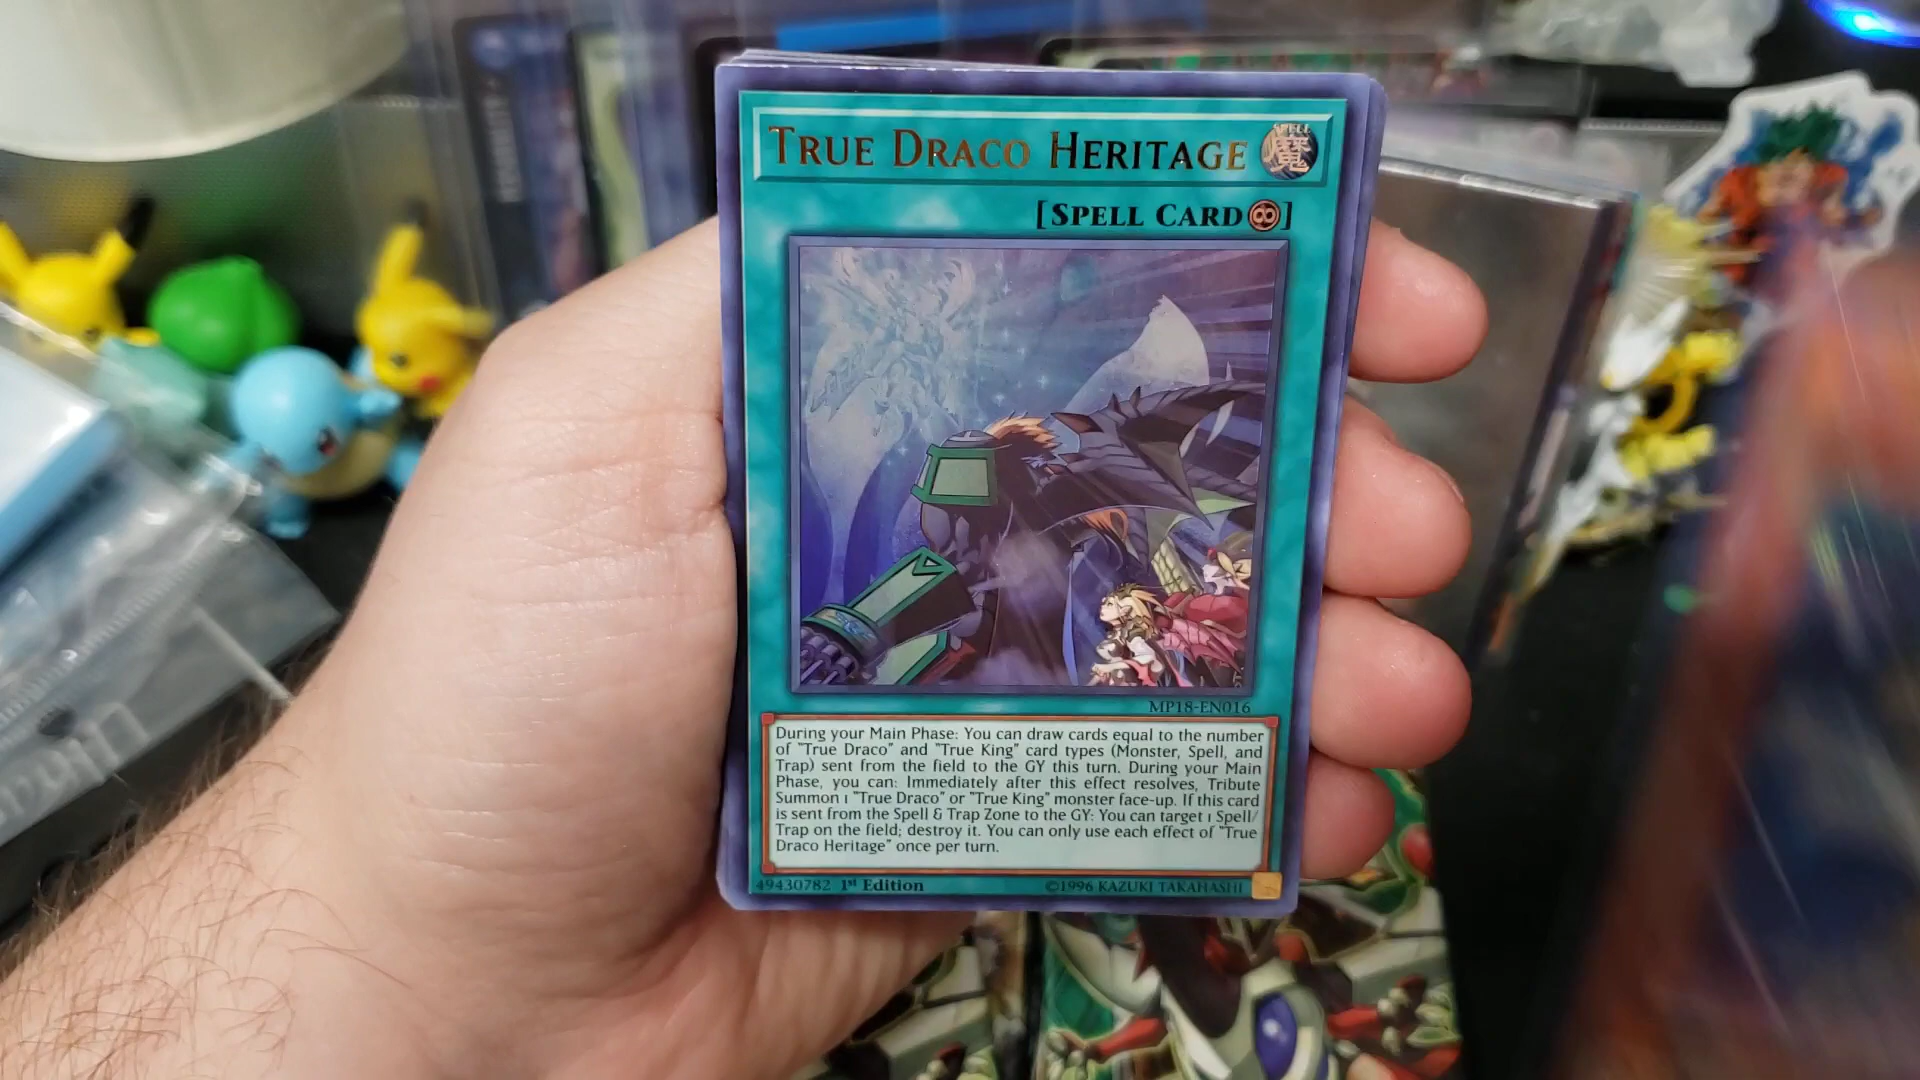 TRUE DRACO HERITAGE
SPELL
魔
[SPELL CARD]
MP18-EN016
During your Main Phase: You can draw cards equal to the number
of "True Draco" and "True King" card types (Monster, Spell, and
Trap) sent from the field to the GY this turn. During your Main
Phase, you can: Immediately after this effect resolves, Tribute
Summon 1 "True Draco" or "True King" monster face-up. If this card
is sent from the Spell & Trap Zone to the GY: You can target 1 Spell/
Trap on the field; destroy it. You can only use each effect of "True
Draco Heritage" once per turn.
49430782 1st Edition
©1996 KAZUKI TAKAHASHI